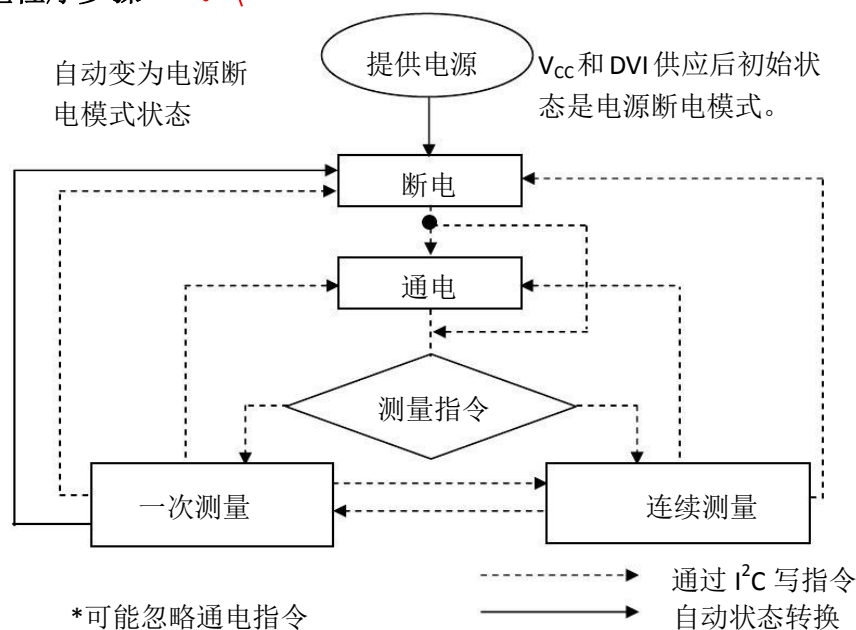 自动变为电源断
电模式状态
提供电源
VCC和 DVI 供应后初始状
态是电源断电模式。
断电
通电
测量指令
一次测量
连续测量
通过 I²C 写指令
*可能忽略通电指令
自动状态转换